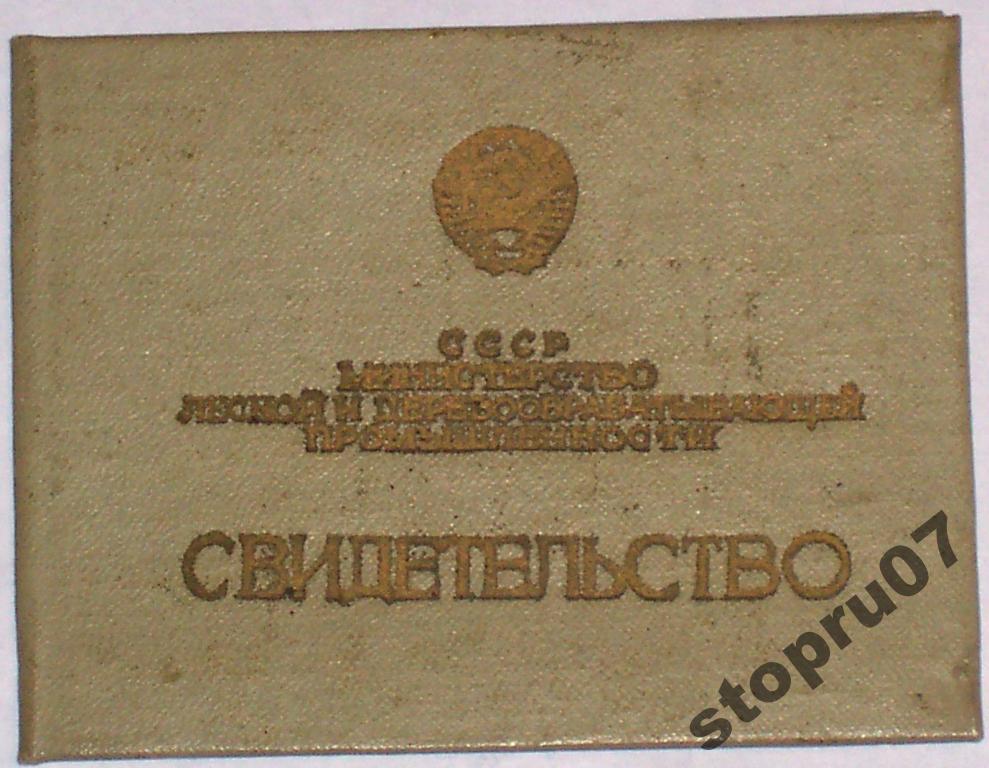 СССР
МИНИСТЕРСТВО
ЛЕСНОЙ И ДЕРЕВООБРАБАТЫВАЮЩЕЙ
ПРОМЫШЛЕННОСТИ
СВИДЕТЕЛЬСТВО
stopru07